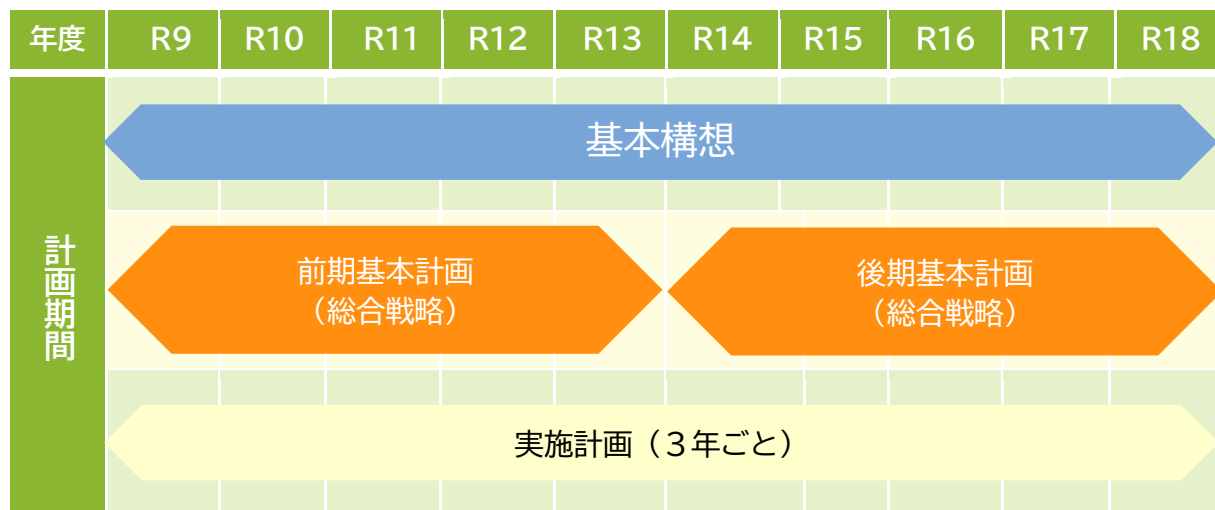 年度 R9 R10 R11 R12 R13 R14 R15 R16 R17 R18
計画期間
基本構想
前期基本計画
（総合戦略）
後期基本計画
（総合戦略）
実施計画（３年ごと）